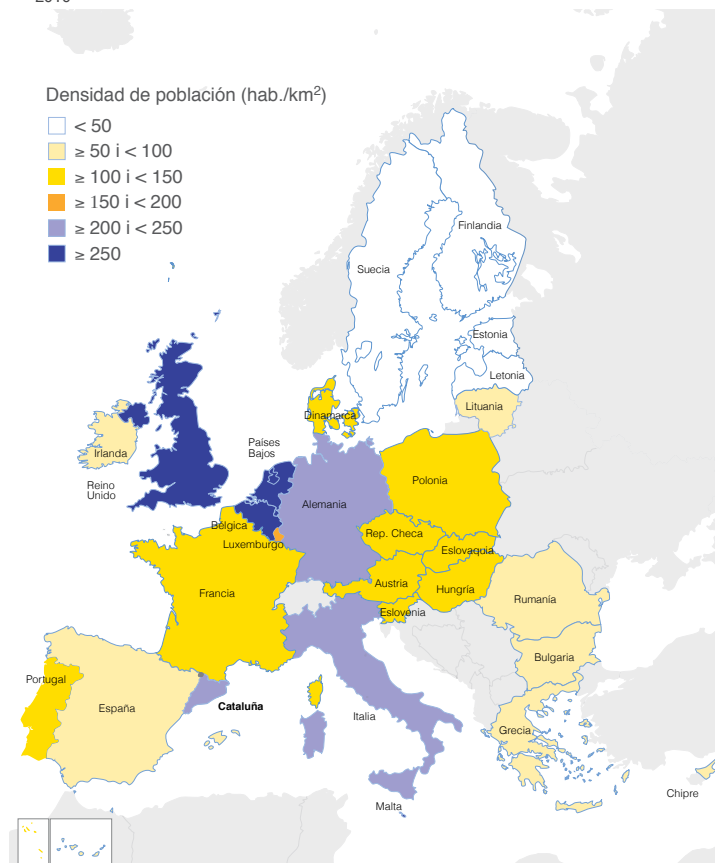 Densidad de población (hab./km²)
< 50
≥ 50 i < 100
≥ 100 i < 150
≥ 150 i < 200
≥ 200 i < 250
≥ 250
Finlandia
Suecia
Estonia
Letonia
Lituania
Dinamarca
Países
Bajos
Irlanda
Reino
Unido
Polonia
Alemania
Bélgica
Luxemburgo
Rep. Checa
Eslovaquia
Austria
Hungría
Francia
Rumanía
Eslovenia
Bulgaria
Portugal
España
Cataluña
Italia
Grecia
Chipre
Malta